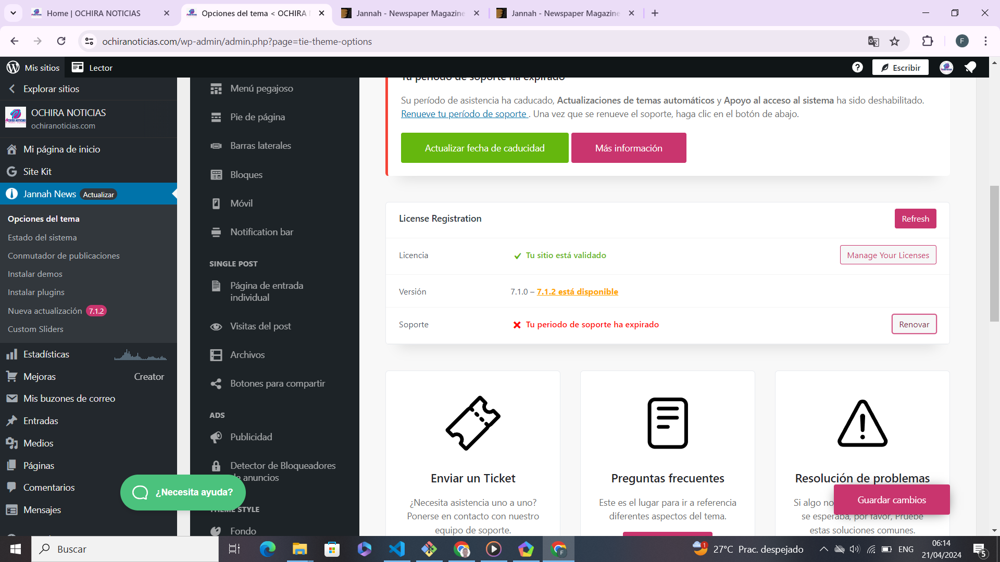 Home | OCHIRA NOTICIAS
Opciones del tema < OCHIRA
Jannah - Newspaper Magazine
Jannah - Newspaper Magazine
ochiranoticias.com/wp-admin/admin.php?page=tie-theme-options
F
Mis sitios
Lector
Escribir
Explorar sitios
OCHIRA NOTICIAS
ochiranoticias.com
Mi página de inicio
Site Kit
Jannah News Actualizar
Opciones del tema
Estado del sistema
Conmutador de publicaciones
Instalar demos
Instalar plugins
Nueva actualización 7.1.2
Custom Sliders
Estadísticas
Mejoras Creator
Mis buzones de correo
Entradas
Medios
Páginas
Comentarios
Mensajes
¿Necesita ayuda?
Menú pegajoso
Pie de página
Barras laterales
Bloques
Móvil
Notification bar
SINGLE POST
Página de entrada
individual
Visitas del post
Archivos
Botones para compartir
ADS
Publicidad
Detector de Bloqueadores
de anuncios
THEME STYLE
Fondo
Tu periodo de soporte ha expirado
Su período de asistencia ha caducado, Actualizaciones de temas automáticos y Apoyo al acceso al sistema ha sido deshabilitado.
Renueve tu período de soporte . Una vez que se renueve el soporte, haga clic en el botón de abajo.
Actualizar fecha de caducidad
Más información
License Registration
Refresh
Licencia
Tu sitio está validado
Manage Your Licenses
Versión
7.1.0 – 7.1.2 está disponible
Soporte
Tu periodo de soporte ha expirado
Renovar
Enviar un Ticket
¿Necesita asistencia uno a uno?
Ponerse en contacto con nuestro
equipo de soporte.
Preguntas frecuentes
Este es el lugar para ir a referencia
diferentes aspectos del tema.
Resolución de problemas
Si algo no
se esperaba, por favor, Pruebe
estas soluciones comunes.
Guardar cambios
Buscar
1
27°C Prac. despejado
ENG
06:14
21/04/2024
5